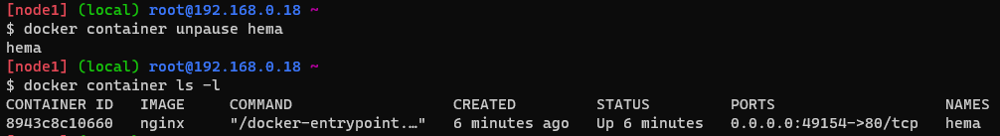 [node1] (local) root@192.168.0.18 ~
$ docker container unpause hema
hema
[node1] (local) root@192.168.0.18 ~
$ docker container ls -l
CONTAINER ID   IMAGE     COMMAND                  CREATED         STATUS         PORTS                   NAMES
8943c8c10660   nginx     "/docker-entrypoint.…"   6 minutes ago   Up 6 minutes   0.0.0.0:49154->80/tcp   hema